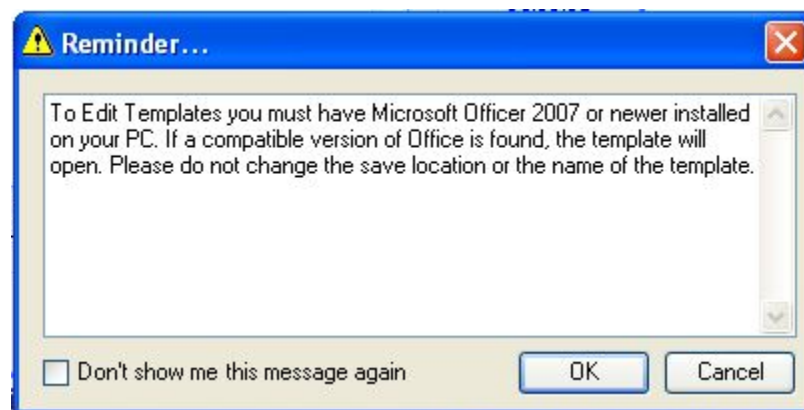 Reminder...
To Edit Templates you must have Microsoft Officer 2007 or newer installed
on your PC. If a compatible version of Office is found, the template will
open. Please do not change the save location or the name of the template.
Don't show me this message again
OK
Cancel